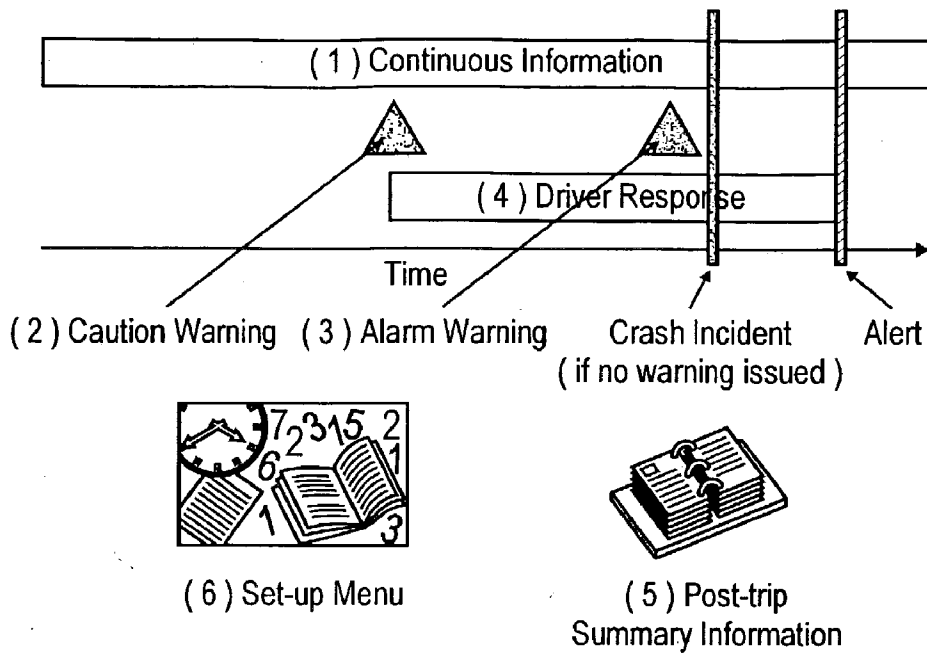 ( 1 ) Continuous Information
( 4 ) Driver Response
Time
( 2 ) Caution Warning
( 3 ) Alarm Warning
Crash Incident
( if no warning issued )
Alert
7 2 3 1 5 2
6 1
1 3
( 6 ) Set-up Menu
( 5 ) Post-trip
Summary Information